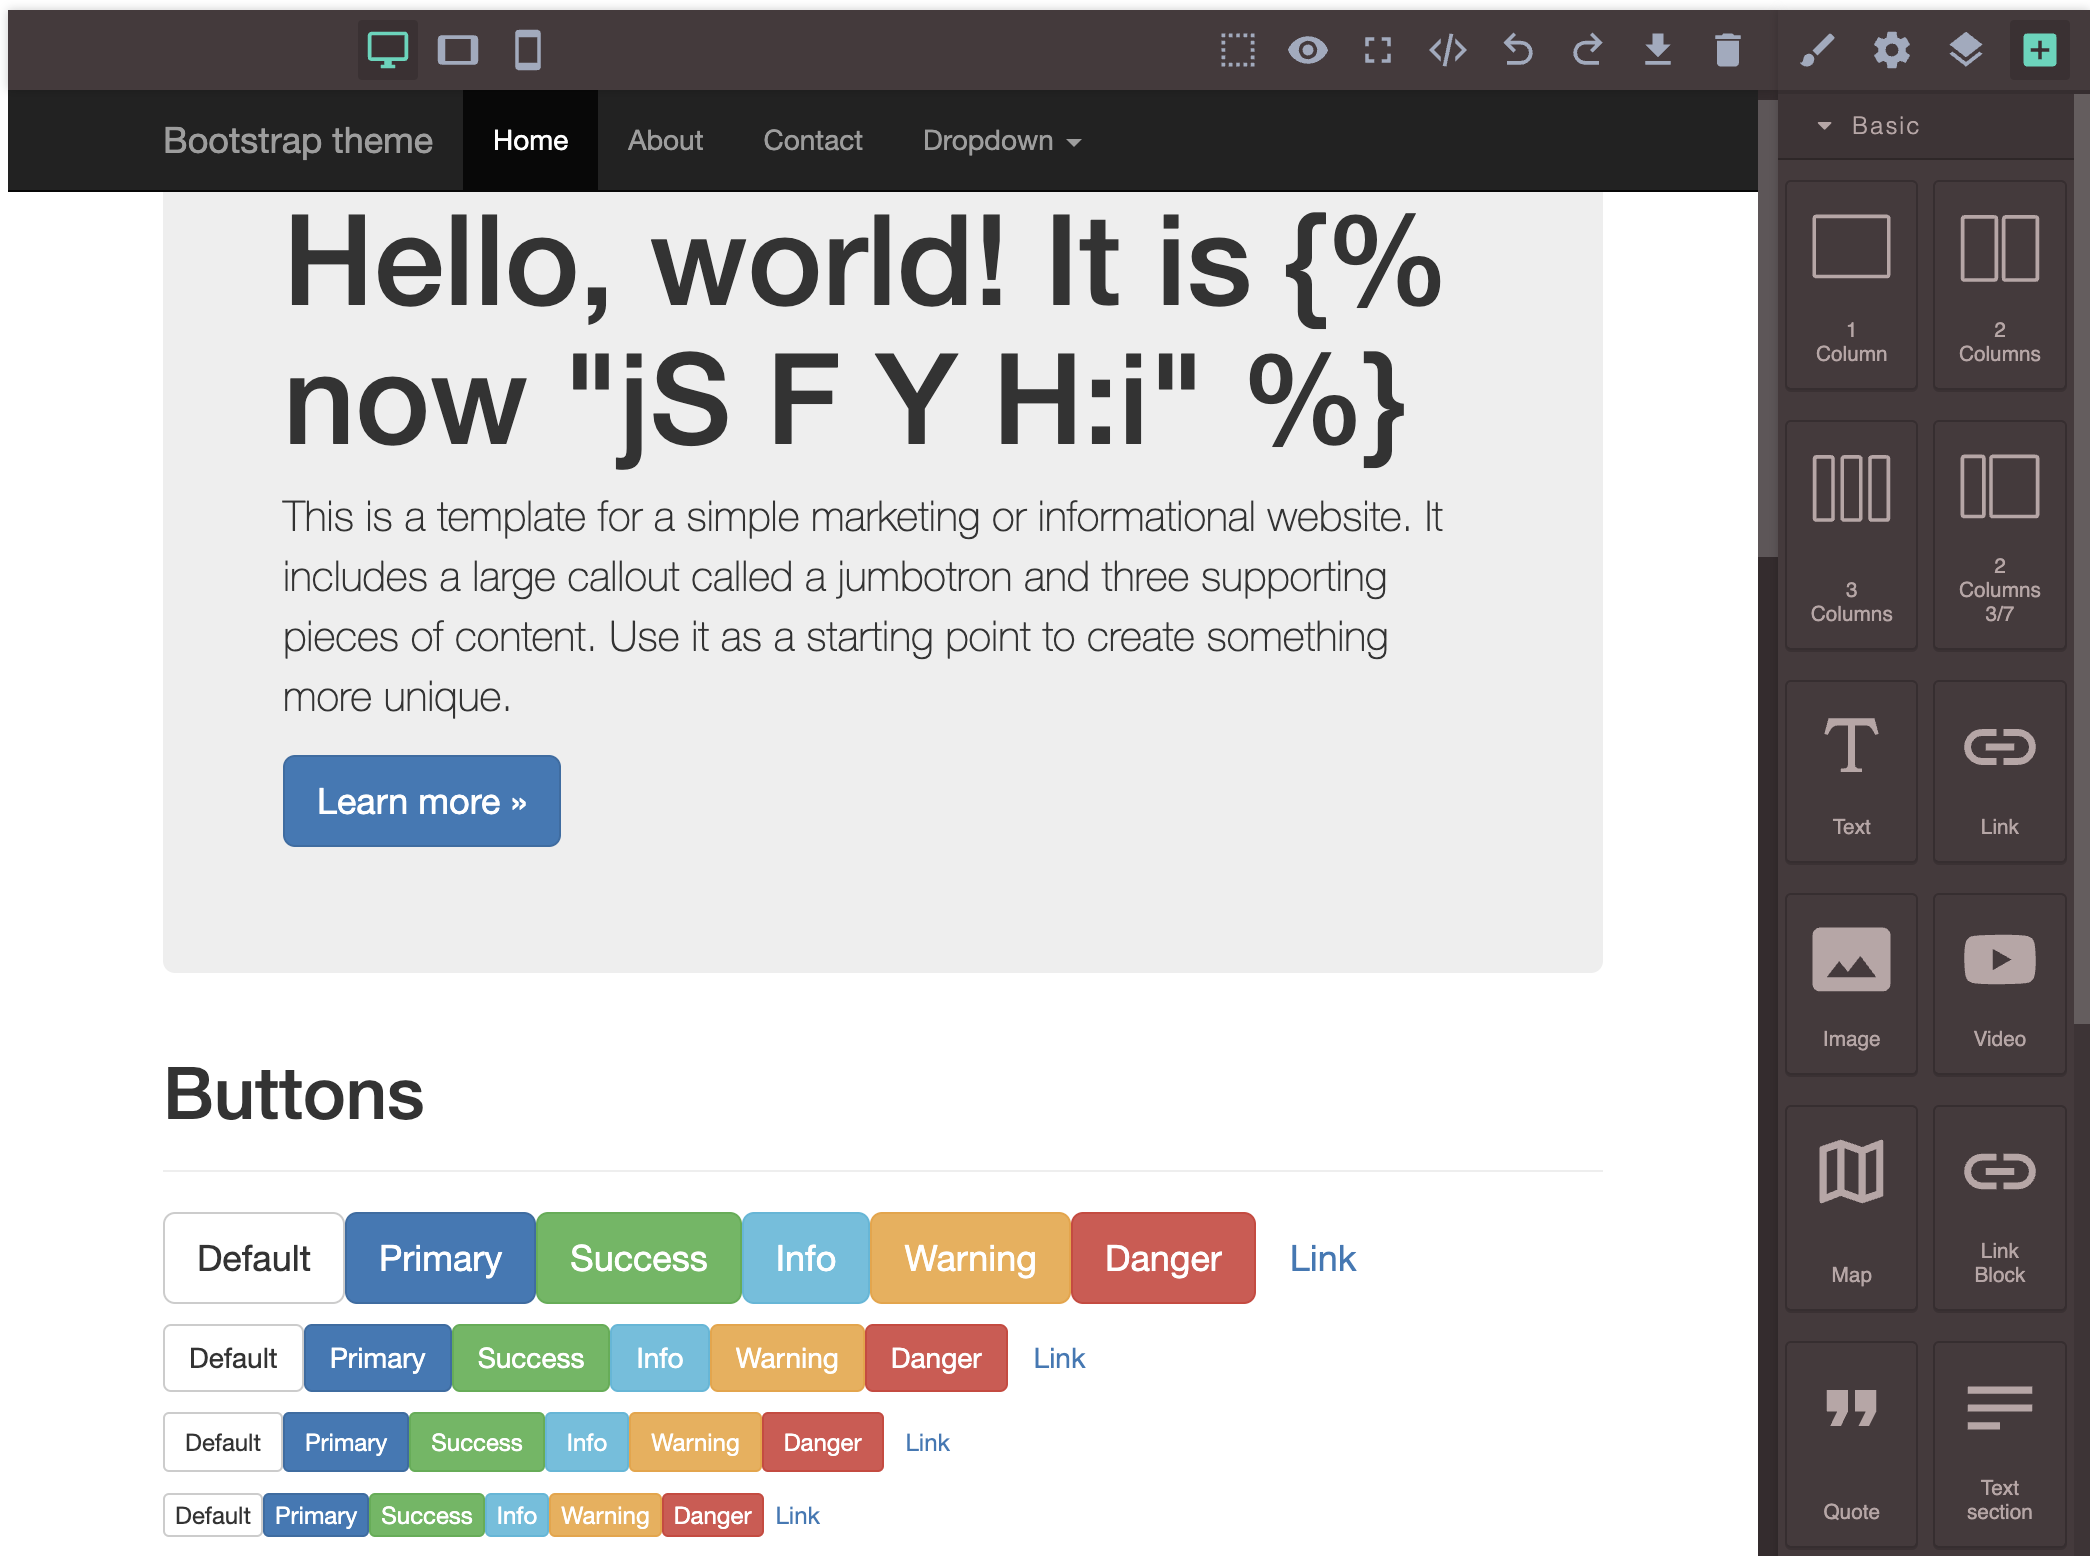 Bootstrap theme Home About Contact Dropdown
Hello, world! It is {%
now "jS F Y H:i" %}
This is a template for a simple marketing or informational website. It
includes a large callout called a jumbotron and three supporting
pieces of content. Use it as a starting point to create something
more unique.
Learn more »
Buttons
Default Primary Success Info Warning Danger Link
Default Primary Success Info Warning Danger Link
Default Primary Success Info Warning Danger Link
Default Primary Success Info Warning Danger Link
Basic
1
Column
2
Columns
3
Columns
2
Columns
3/7
Text
Link
Image
Video
Map
Link
Block
Quote
Text
section